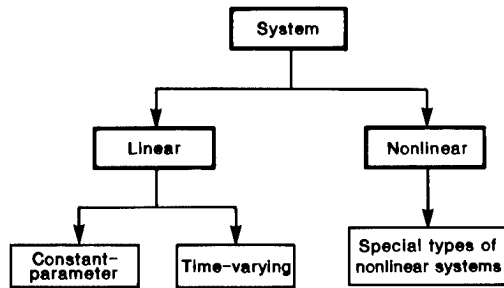 System
Linear
Nonlinear
Constant-
parameter
Time-varying
Special types of
nonlinear systems